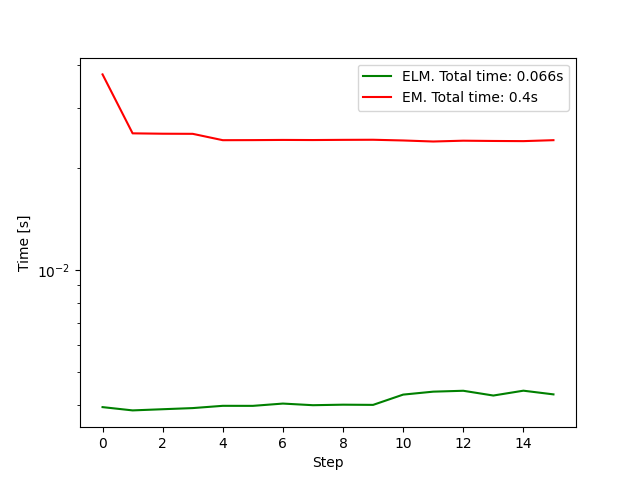 ELM. Total time: 0.066s
EM. Total time: 0.4s
Time [s]
10⁻²
0 2 4 6 8 10 12 14
Step